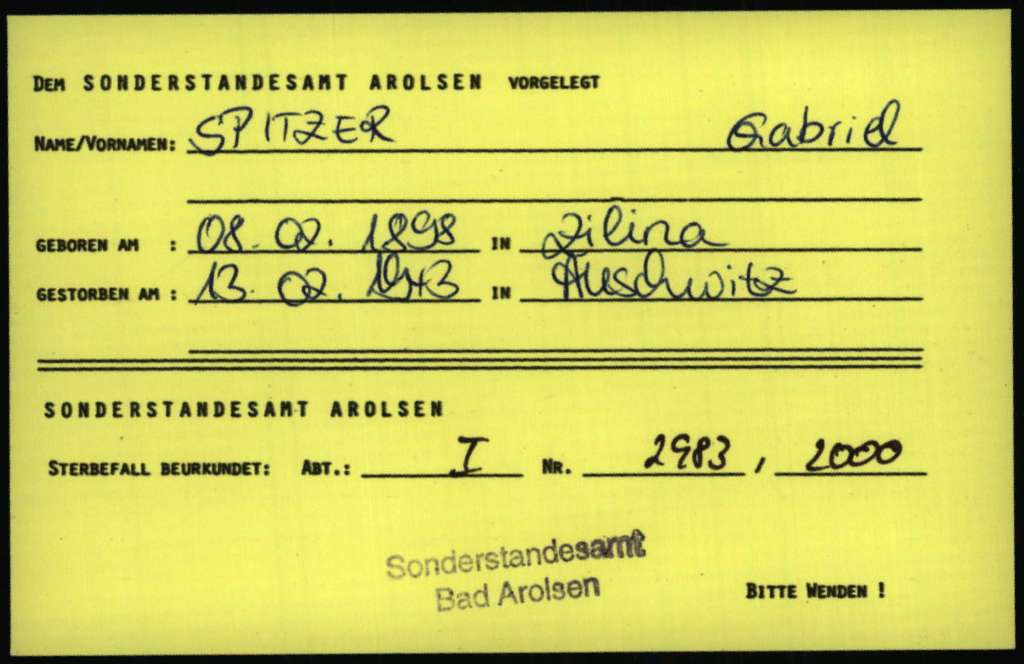 DEM SONDERSTANDESAMT AROLSEN VORGELEGT
NAME/VORNAMEN: SPITZER Gabriel
GEBOREN AM : 08. 02. 1898 IN Zilina
GESTORBEN AM : 13. 02. 1943 IN Auschwitz
SONDERSTANDESAMT AROLSEN
STERBEFALL BEURKUNDET: ABT.: I NR. 2983, 2000
Sonderstandesamt
Bad Arolsen
BITTE WENDEN !